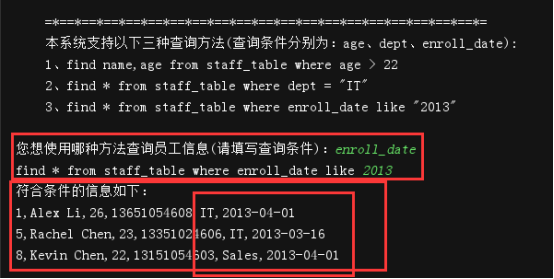 =*===*===*===*===*===*===*===*===*===*===*===*===*===*===*=
本系统支持以下三种查询方法(查询条件分别为：age、dept、enroll_date)：
1、find name,age from staff_table where age > 22
2、find * from staff_table where dept = "IT"
3、find * from staff_table where enroll_date like "2013"
您想使用哪种方法查询员工信息(请填写查询条件)：enroll_date
find * from staff_table where enroll_date like 2013
符合条件的信息如下：
1,Alex Li,26,13651054608,IT,2013-04-01
5,Rachel Chen,23,13351024606,IT,2013-03-16
8,Kevin Chen,22,13151054603,Sales,2013-04-01